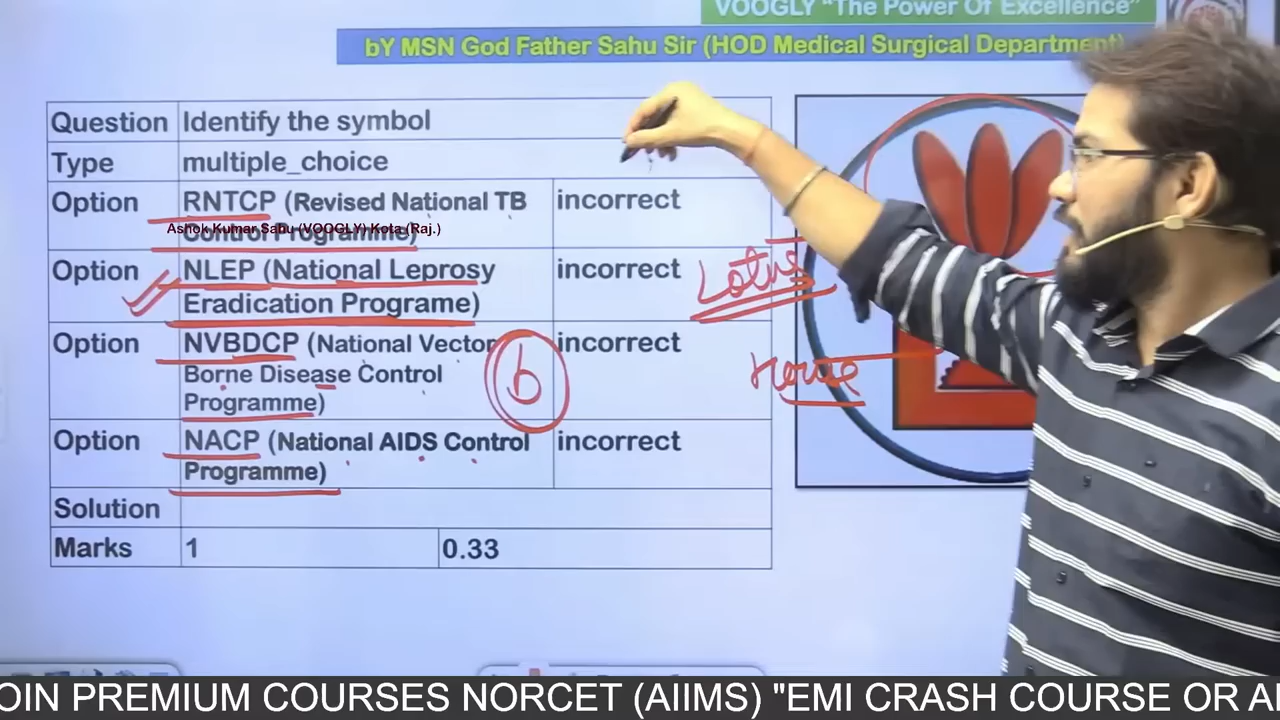 VOOGLY "The Power Of Excellence"
bY MSN God Father Sahu Sir (HOD Medical Surgical Department)
Question Identify the symbol
Type multiple_choice
Option RNTCP (Revised National TB incorrect
Control Programme)
Ashok Kumar Sahu (VOOGLY) Kota (Raj.)
Option NLEP (National Leprosy incorrect
Eradication Programe)
Lotus
Option NVBDCP (National Vector incorrect
Borne Disease Control
Programme)
b
House
Option NACP (National AIDS Control incorrect
Programme)
Solution
Marks 1 0.33
OIN PREMIUM COURSES NORCET (AIIMS) "EMI CRASH COURSE OR